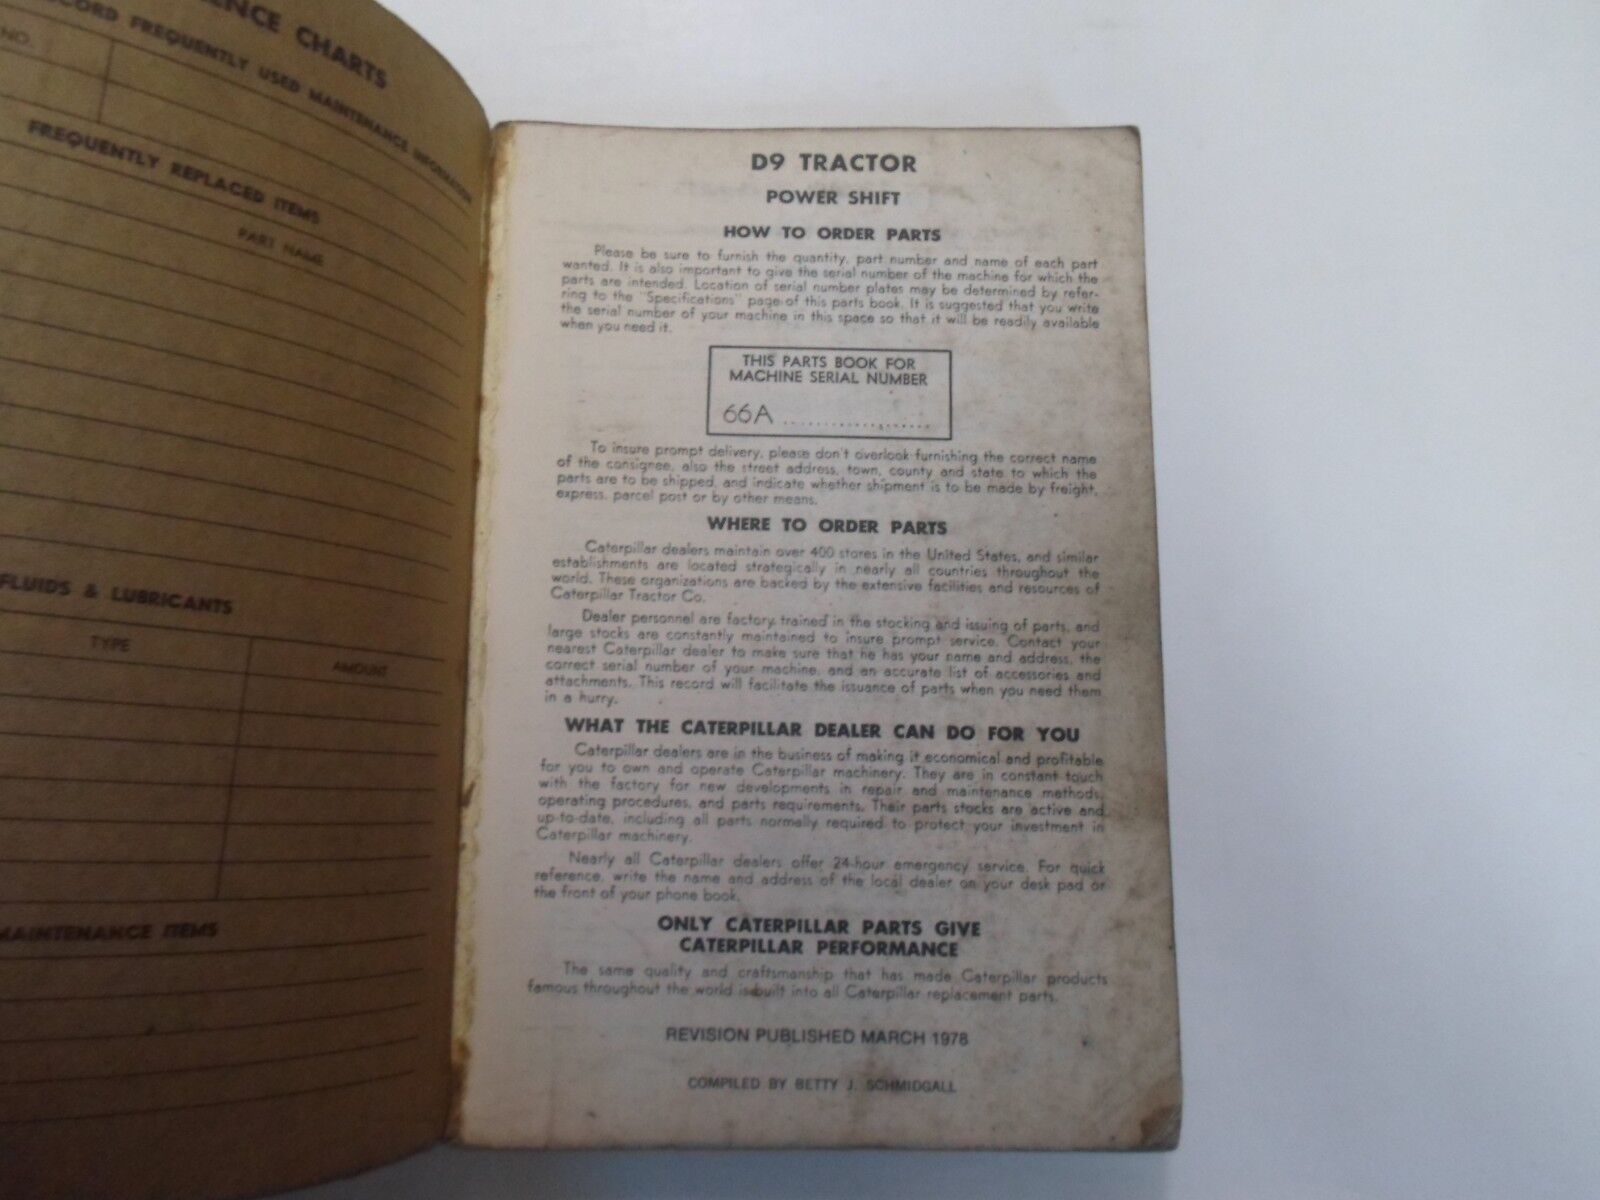 ENCE CHARTS
CORD FREQUENTLY USED MAINTENANCE INFORMATION
NO.
FREQUENTLY REPLACED ITEMS
PART NAME
FLUIDS & LUBRICANTS
TYPE
AMOUNT
MAINTENANCE ITEMS
D9 TRACTOR
POWER SHIFT
HOW TO ORDER PARTS
Please be sure to furnish the quantity, part number and name of each part
wanted. It is also important to give the serial number of the machine for which the
parts are intended. Location of serial number plates may be determined by refer-
ring to the "Specifications" page of this parts book. It is suggested that you write
the serial number of your machine in this space so that it will be readily available
when you need it.
THIS PARTS BOOK FOR
MACHINE SERIAL NUMBER
66A ....................
To insure prompt delivery, please don't overlook furnishing the correct name
of the consignee, also the street address, town, county and state to which the
parts are to be shipped, and indicate whether shipment is to be made by freight,
express, parcel post or by other means.
WHERE TO ORDER PARTS
Caterpillar dealers maintain over 400 stores in the United States, and similar
establishments are located strategically in nearly all countries throughout the
world. These organizations are backed by the extensive facilities and resources of
Caterpillar Tractor Co.
Dealer personnel are factory trained in the stocking and issuing of parts, and
large stocks are constantly maintained to insure prompt service. Contact your
nearest Caterpillar dealer to make sure that he has your name and address, the
correct serial number of your machine, and an accurate list of accessories and
attachments. This record will facilitate the issuance of parts when you need them
in a hurry.
WHAT THE CATERPILLAR DEALER CAN DO FOR YOU
Caterpillar dealers are in the business of making it economical and profitable
for you to own and operate Caterpillar machinery. They are in constant touch
with the factory for new developments in repair and maintenance methods,
operating procedures, and parts requirements. Their parts stocks are active and
up-to-date, including all parts normally required to protect your investment in
Caterpillar machinery.
Nearly all Caterpillar dealers offer 24-hour emergency service. For quick
reference, write the name and address of the local dealer on your desk pad or
the front of your phone book.
ONLY CATERPILLAR PARTS GIVE
CATERPILLAR PERFORMANCE
The same quality and craftsmanship that has made Caterpillar products
famous throughout the world is built into all Caterpillar replacement parts.
REVISION PUBLISHED MARCH 1978
COMPILED BY BETTY J. SCHMIDGALL